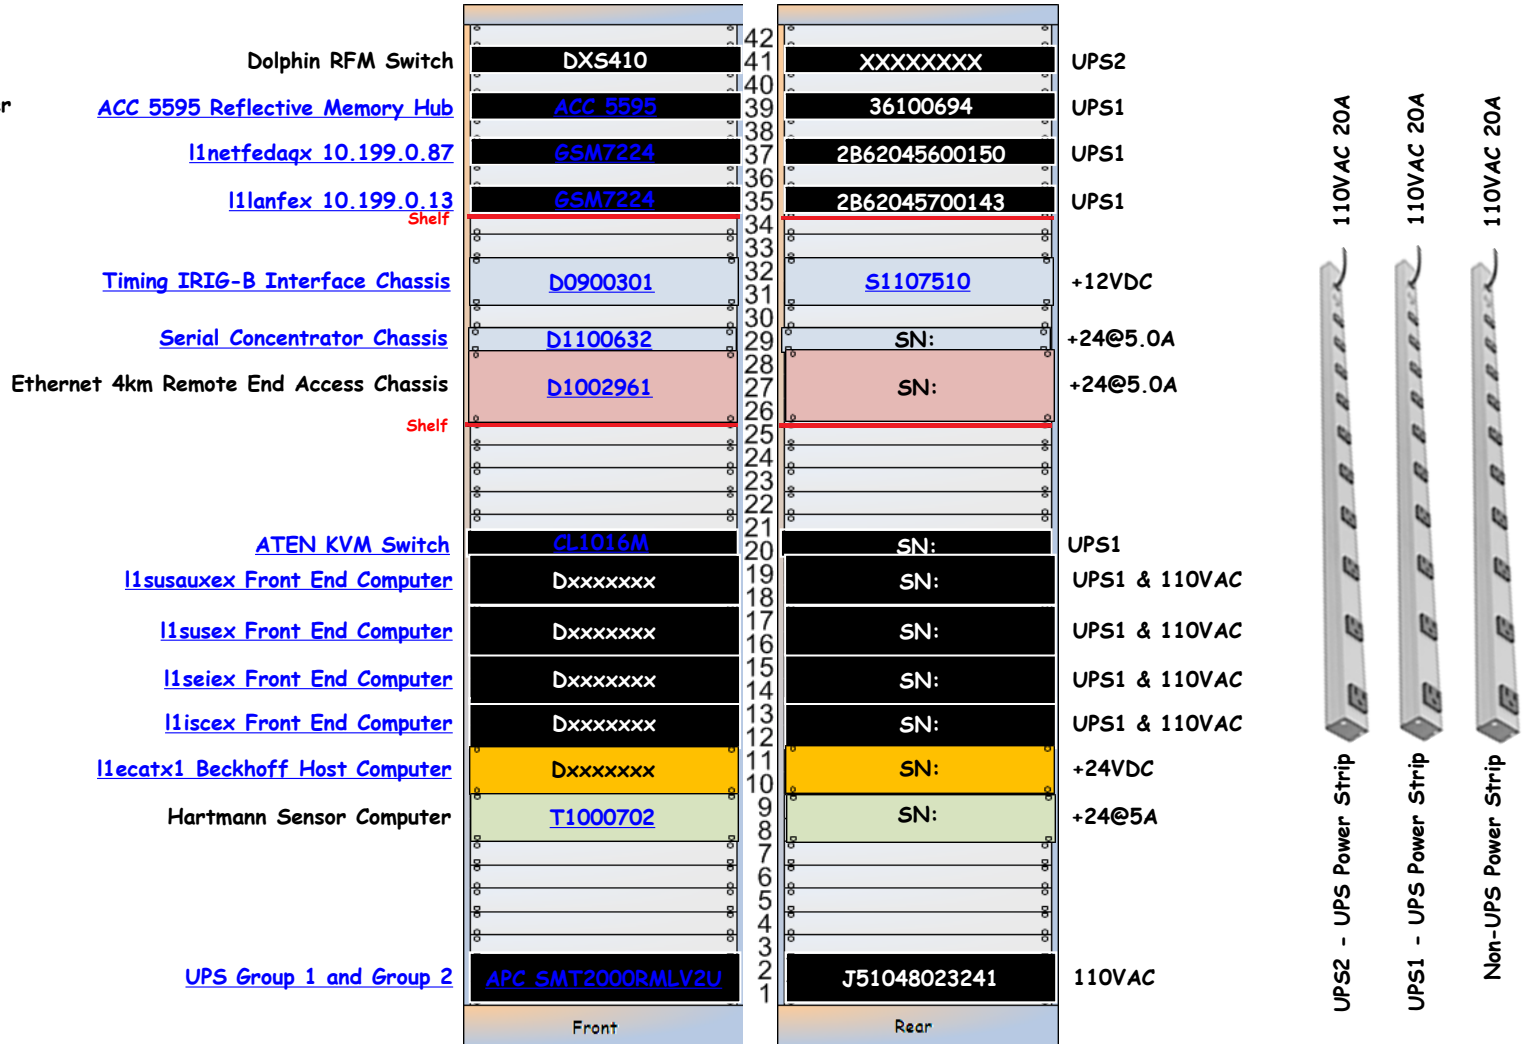 42
Dolphin RFM Switch DXS410 41 XXXXXXXX UPS2
40
er ACC 5595 Reflective Memory Hub ACC 5595 39 36100694 UPS1
38
l1netfedaqx 10.199.0.87 GSM7224 37 2B62045600150 UPS1
36
l1lanfex 10.199.0.13 GSM7224 35 2B62045700143 UPS1
Shelf
34
33
32
Timing IRIG-B Interface Chassis D0900301 S1107510 +12VDC
31
30
Serial Concentrator Chassis D1100632 29 SN: +24@5.0A
28
Ethernet 4km Remote End Access Chassis D1002961 27 SN: +24@5.0A
26
Shelf
25
24
23
22
21
ATEN KVM Switch CL1016M 20 SN: UPS1
19
l1susauxex Front End Computer Dxxxxxxx SN: UPS1 & 110VAC
18
17
l1susex Front End Computer Dxxxxxxx SN: UPS1 & 110VAC
16
15
l1seiex Front End Computer Dxxxxxxx SN: UPS1 & 110VAC
14
13
l1iscex Front End Computer Dxxxxxxx SN: UPS1 & 110VAC
12
11
l1ecatx1 Beckhoff Host Computer Dxxxxxxx SN: +24VDC
10
9
Hartmann Sensor Computer T1000702 SN: +24@5A
8
7
6
5
4
3
UPS Group 1 and Group 2 APC SMT2000RMLV2U 2 J51048023241 110VAC
1
Front Rear
110VAC 20A
110VAC 20A
110VAC 20A
UPS2 - UPS Power Strip
UPS1 - UPS Power Strip
Non-UPS Power Strip